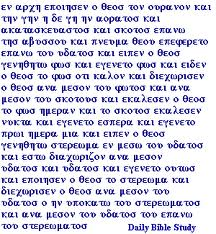 εν αρχη εποιησεν ο θεοσ τον ουρανον και
την γην η δε γη ην αορατοσ και
ακατασκευαστοσ και σκοτοσ επανω
τησ αβυσσου και πνευμα θεου επεφερετο
επανω του υδατοσ και ειπεν ο θεοσ
γενηθητω φωσ και εγενετο φωσ και ειδεν
ο θεοσ το φωσ οτι καλον και διεχωρισεν
ο θεοσ ανα μεσον του φωτοσ και ανα
μεσον του σκοτουσ και εκαλεσεν ο θεοσ
το φωσ ημεραν και το σκοτοσ εκαλεσεν
νυκτα και εγενετο εσπερα και εγενετο
πρωι ημερα μια και ειπεν ο θεοσ
γενηθητω στερεωμα εν μεσω του υδατοσ
και εστω διαχωριζον ανα μεσον
υδατοσ και υδατοσ και εγενετο ουτωσ
και εποιησεν ο θεοσ το στερεωμα και
διεχωρισεν ο θεοσ ανα μεσον του
υδατοσ ο ην υποκατω του στερεωματοσ
και ανα μεσον του υδατοσ του επανω
του στερεωματοσ Daily Bible Study